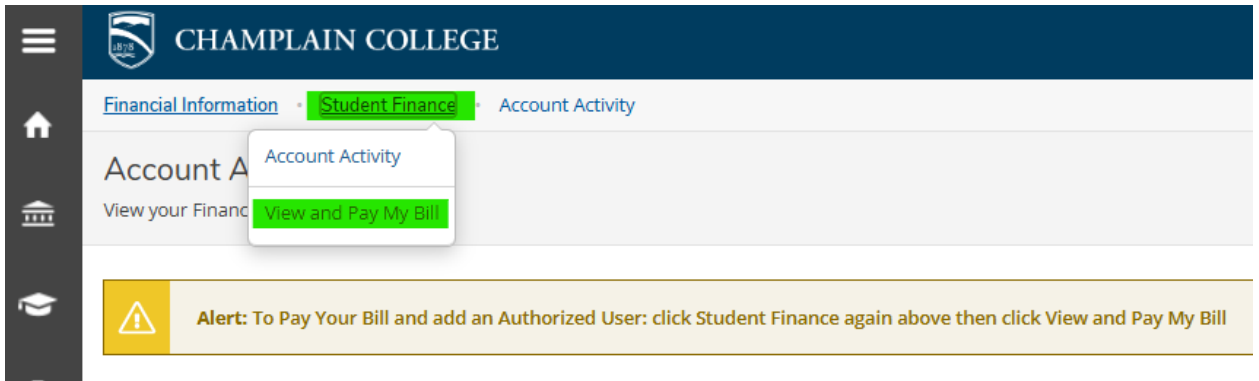 1878
CHAMPLAIN COLLEGE
Financial Information • Student Finance • Account Activity
Account A
Account Activity
View your Financ
View and Pay My Bill
Alert: To Pay Your Bill and add an Authorized User: click Student Finance again above then click View and Pay My Bill